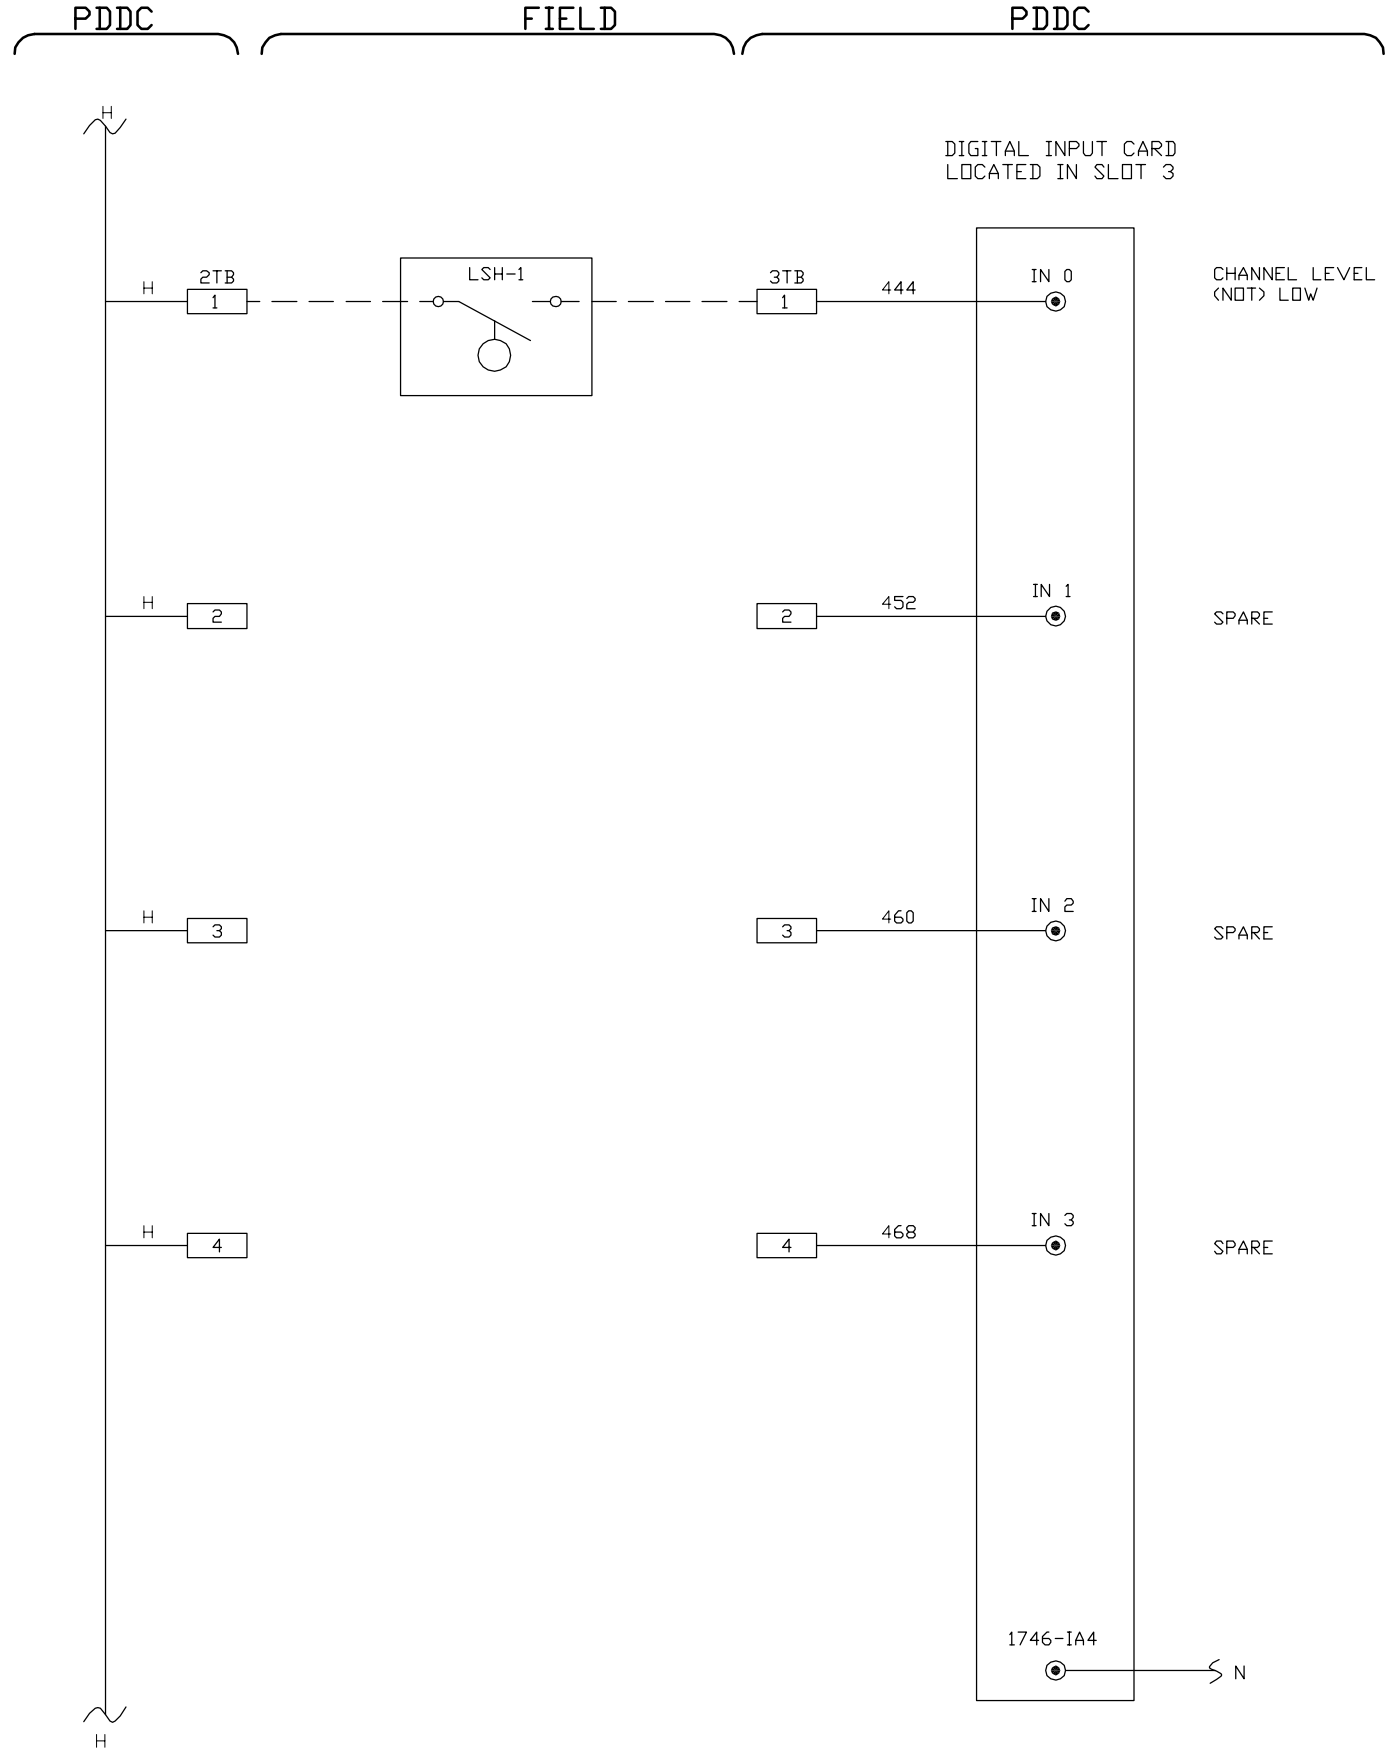 PDDC
FIELD
PDDC
H
DIGITAL INPUT CARD
LOCATED IN SLOT 3
H
2TB
1
LSH-1
3TB
1
444
IN 0
CHANNEL LEVEL
(NOT) LOW
H
2
2
452
IN 1
SPARE
H
3
3
460
IN 2
SPARE
H
4
4
468
IN 3
SPARE
1746-IA4
N
H